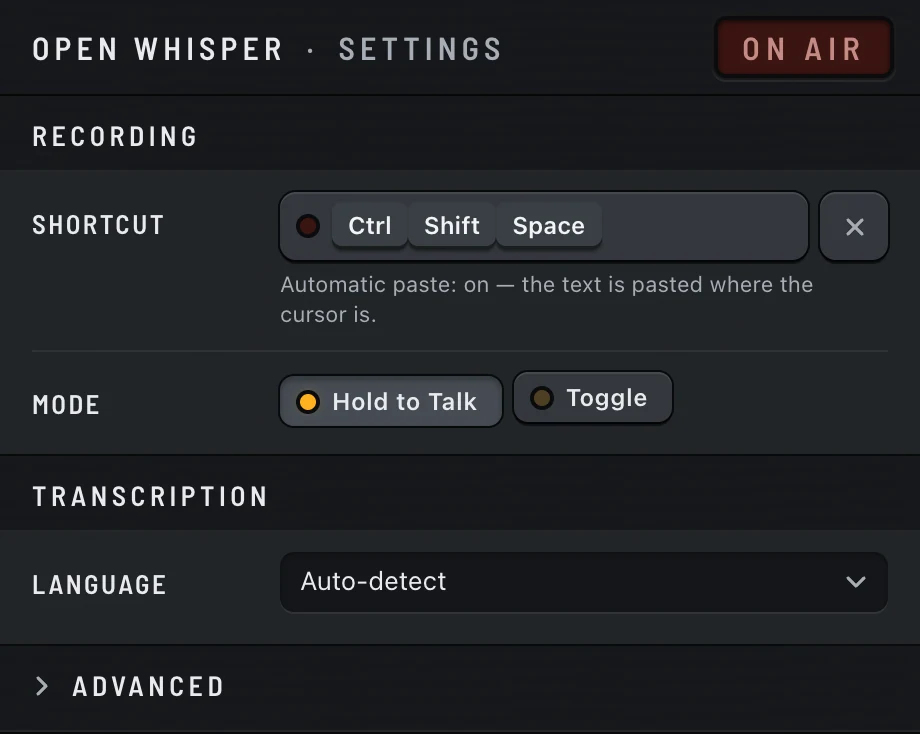 OPEN WHISPER · SETTINGS
ON AIR
RECORDING
SHORTCUT
Ctrl Shift Space
Automatic paste: on — the text is pasted where the
cursor is.
MODE
Hold to Talk
Toggle
TRANSCRIPTION
LANGUAGE
Auto-detect
ADVANCED